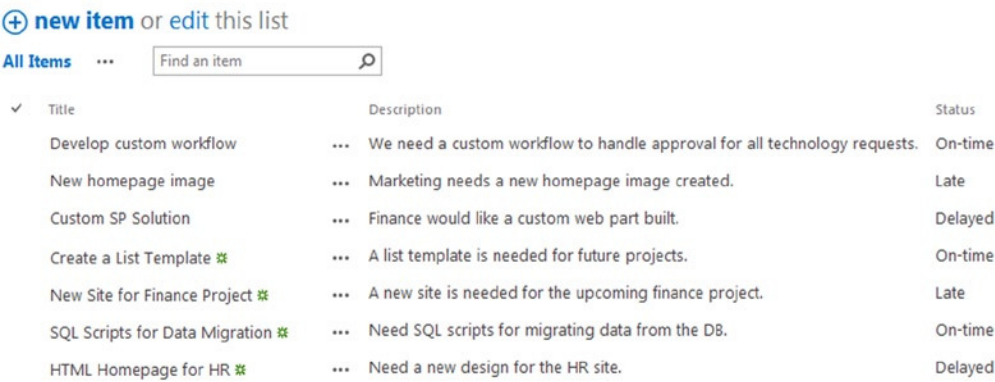 new item or edit this list
All Items ... Find an item
Title Description Status
Develop custom workflow ... We need a custom workflow to handle approval for all technology requests. On-time
New homepage image ... Marketing needs a new homepage image created. Late
Custom SP Solution ... Finance would like a custom web part built. Delayed
Create a List Template ... A list template is needed for future projects. On-time
New Site for Finance Project ... A new site is needed for the upcoming finance project. Late
SQL Scripts for Data Migration ... Need SQL scripts for migrating data from the DB. On-time
HTML Homepage for HR ... Need a new design for the HR site. Delayed